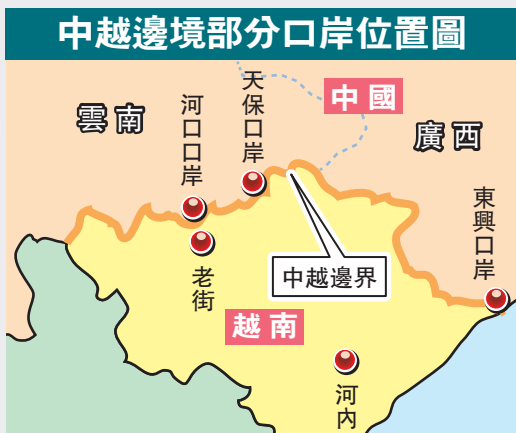 中越邊境部分口岸位置圖
雲南
河口口岸
天保口岸
中國
廣西
東興口岸
中越邊界
老街
越南
河內